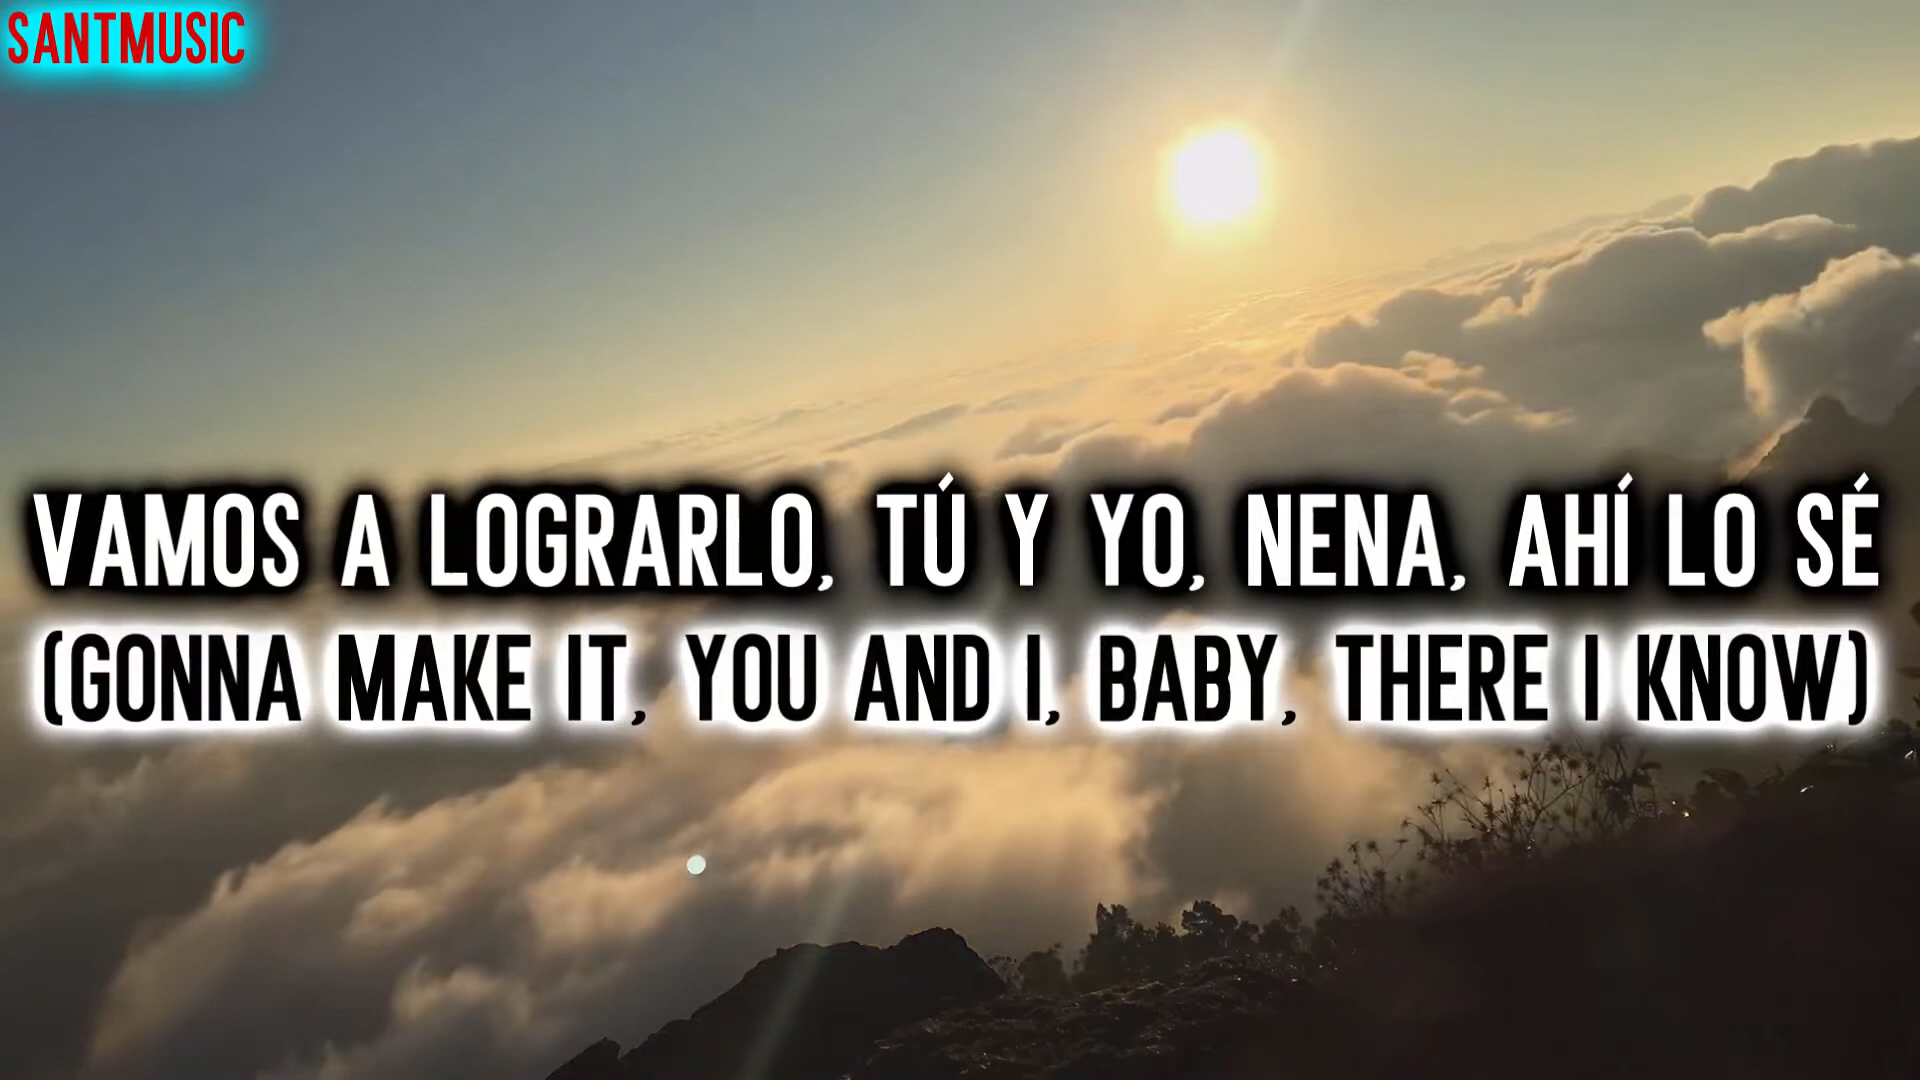 SANTMUSIC
VAMOS A LOGRARLO, TÚ Y YO, NENA, AHÍ LO SÉ
(GONNA MAKE IT, YOU AND I, BABY, THERE I KNOW)